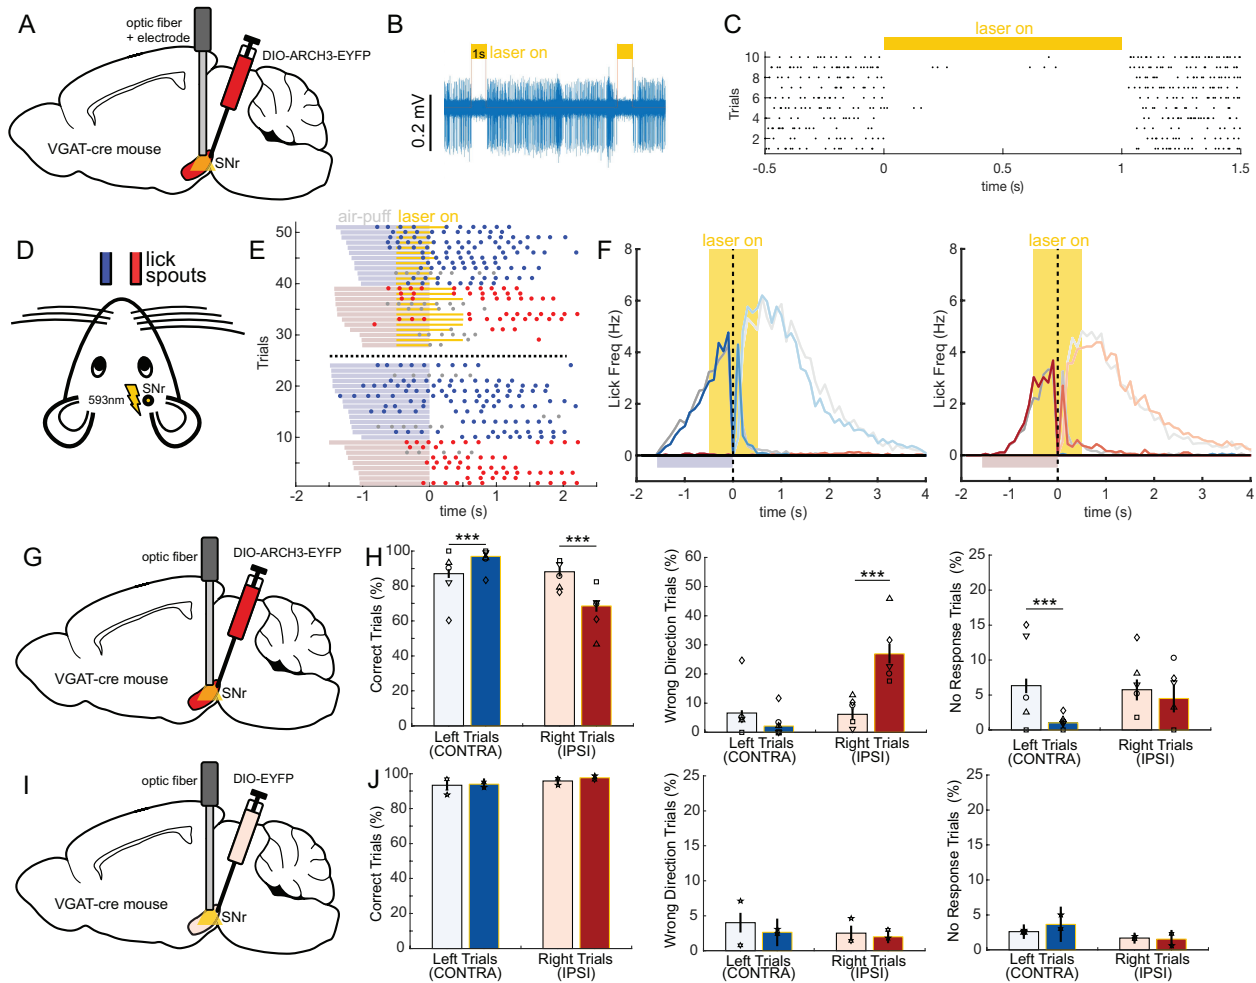 A
optic fiber
+ electrode
DIO-ARCH3-EYFP
VGAT-cre mouse
SNr
B
1s laser on
0.2 mV
C
laser on
Trials
10
8
6
4
2
-0.5
0
0.5
1
1.5
time (s)
D
lick
spouts
593nm
SNr
E
air-puff laser on
Trials
50
40
30
20
10
-2
-1
0
1
2
time (s)
F
laser on
Lick Freq (Hz)
8
6
4
2
0
-2
-1
0
1
2
3
4
time (s)
laser on
Lick Freq (Hz)
8
6
4
2
0
-2
-1
0
1
2
3
4
time (s)
G
optic fiber
DIO-ARCH3-EYFP
VGAT-cre mouse
SNr
H
Correct Trials (%)
100
80
60
40
20
0
***
***
Left Trials
(CONTRA)
Right Trials
(IPSI)
Wrong Direction Trials (%)
60
50
40
30
20
10
0
***
Left Trials
(CONTRA)
Right Trials
(IPSI)
No Response Trials (%)
25
20
15
10
5
0
***
Left Trials
(CONTRA)
Right Trials
(IPSI)
I
optic fiber
DIO-EYFP
VGAT-cre mouse
SNr
J
Correct Trials (%)
100
80
60
40
20
0
Left Trials
(CONTRA)
Right Trials
(IPSI)
Wrong Direction Trials (%)
25
20
15
10
5
0
Left Trials
(CONTRA)
Right Trials
(IPSI)
No Response Trials (%)
25
20
15
10
5
0
Left Trials
(CONTRA)
Right Trials
(IPSI)